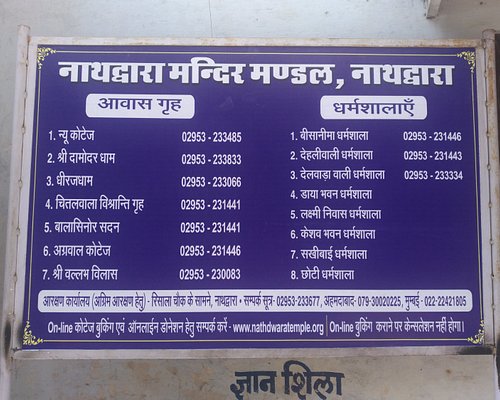 नाथद्वारा मन्दिर मण्डल, नाथद्वारा
आवास गृह
1. न्यू कोटेज 02953 - 233485
2. श्री दामोदर धाम 02953 - 233833
3. धीरजधाम 02953 - 233066
4. चितलवाला विश्रान्ति गृह 02953 - 231441
5. बालासिनोर सदन 02953 - 231441
6. अग्रवाल कोटेज 02953 - 231446
7. श्री वल्लभ विलास 02953 - 230083
धर्मशालाएँ
1. बीसानीमा धर्मशाला 02953 - 231446
2. देहलीवाली धर्मशाला 02953 - 231443
3. देलवाड़ा वाली धर्मशाला 02953 - 233334
4. डाया भवन धर्मशाला
5. लक्ष्मी निवास धर्मशाला
6. केशव भवन धर्मशाला
7. सखीबाई धर्मशाला
8. छोटी धर्मशाला
आरक्षण कार्यालय (अग्रिम आरक्षण हेतु) - रिसाला चौक के सामने, नाथद्वारा • सम्पर्क सूत्र- 02953-233677, अहमदाबाद- 079-30020225, मुम्बई - 022-22421805
On-line कोटेज बुकिंग एवं ऑनलाईन डोनेशन हेतु सम्पर्क करें - www.nathdwaratemple.org | On-line बुकिंग कराने पर केन्सलेशन नहीं होगा।
ज्ञान शिला